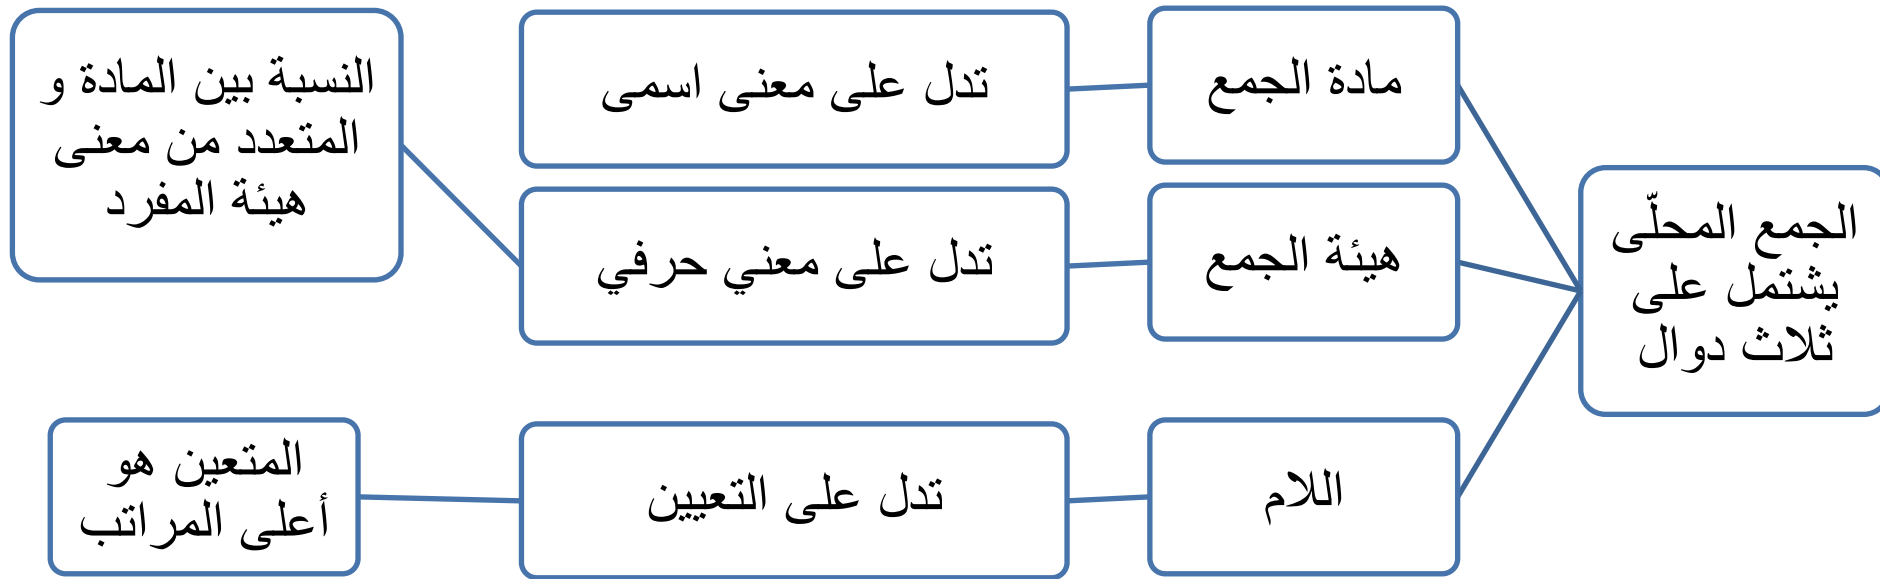 الجمع المحلّى
يشتمل على
ثلاث دوال
مادة الجمع
تدل على معنى اسمى
هيئة الجمع
تدل على معني حرفي
النسبة بين المادة و
المتعدد من معنى
هيئة المفرد
اللام
تدل على التعيين
المتعين هو
أعلى المراتب